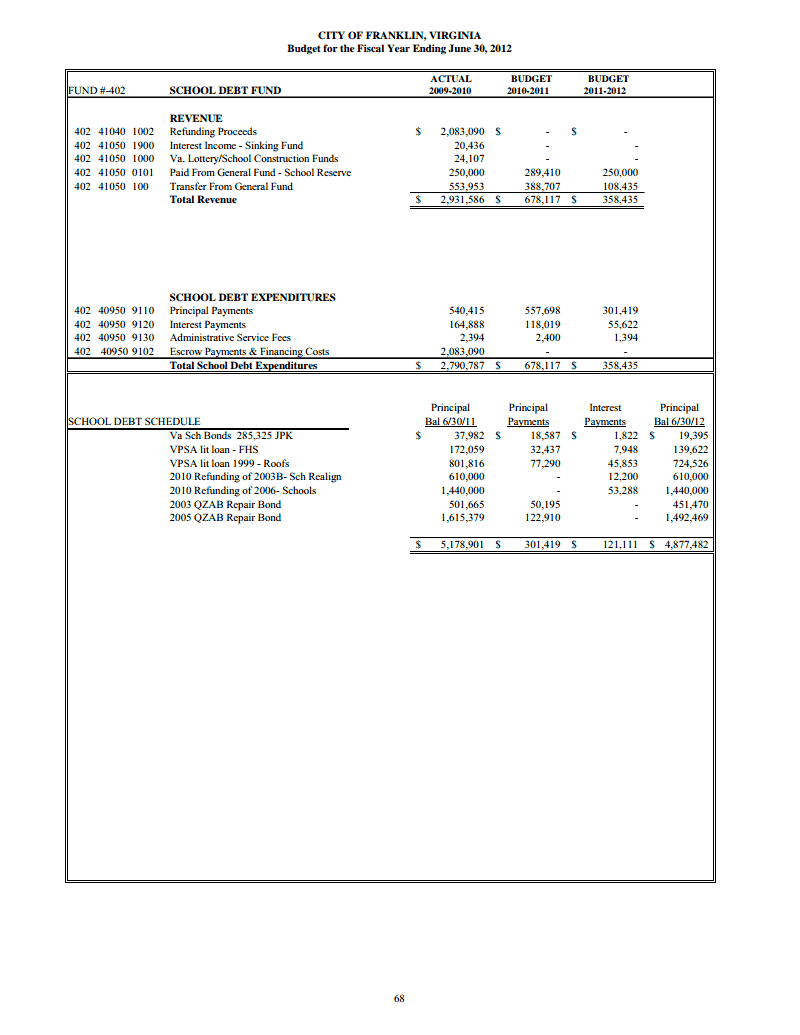 CITY OF FRANKLIN, VIRGINIA
Budget for the Fiscal Year Ending June 30, 2012
ACTUAL BUDGET BUDGET
FUND #-402 SCHOOL DEBT FUND 2009-2010 2010-2011 2011-2012
REVENUE
402 41040 1002 Refunding Proceeds $ 2,083,090 $ - $ -
402 41050 1900 Interest Income - Sinking Fund 20,436 - -
402 41050 1000 Va. Lottery/School Construction Funds 24,107 - -
402 41050 0101 Paid From General Fund - School Reserve 250,000 289,410 250,000
402 41050 100 Transfer From General Fund 553,953 388,707 108,435
Total Revenue $ 2,931,586 $ 678,117 $ 358,435
SCHOOL DEBT EXPENDITURES
402 40950 9110 Principal Payments 540,415 557,698 301,419
402 40950 9120 Interest Payments 164,888 118,019 55,622
402 40950 9130 Administrative Service Fees 2,394 2,400 1,394
402 40950 9102 Escrow Payments & Financing Costs 2,083,090 - -
Total School Debt Expenditures $ 2,790,787 $ 678,117 $ 358,435
Principal Principal Interest Principal
SCHOOL DEBT SCHEDULE Bal 6/30/11 Payments Payments Bal 6/30/12
Va Sch Bonds 285,325 JPK $ 37,982 $ 18,587 $ 1,822 $ 19,395
VPSA lit loan - FHS 172,059 32,437 7,948 139,622
VPSA lit loan 1999 - Roofs 801,816 77,290 45,853 724,526
2010 Refunding of 2003B- Sch Realign 610,000 - 12,200 610,000
2010 Refunding of 2006- Schools 1,440,000 - 53,288 1,440,000
2003 QZAB Repair Bond 501,665 50,195 - 451,470
2005 QZAB Repair Bond 1,615,379 122,910 - 1,492,469
$ 5,178,901 $ 301,419 $ 121,111 $ 4,877,482
68